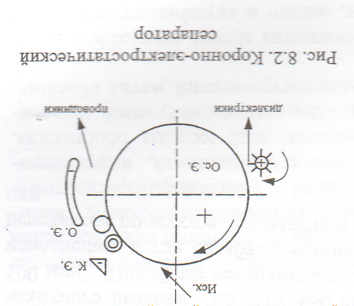 Исх.
К.Э.
О.Э.
Ос. Э.
диэлектрики
проводники
Рис. 8.2. Коронно-электростатический
сепаратор